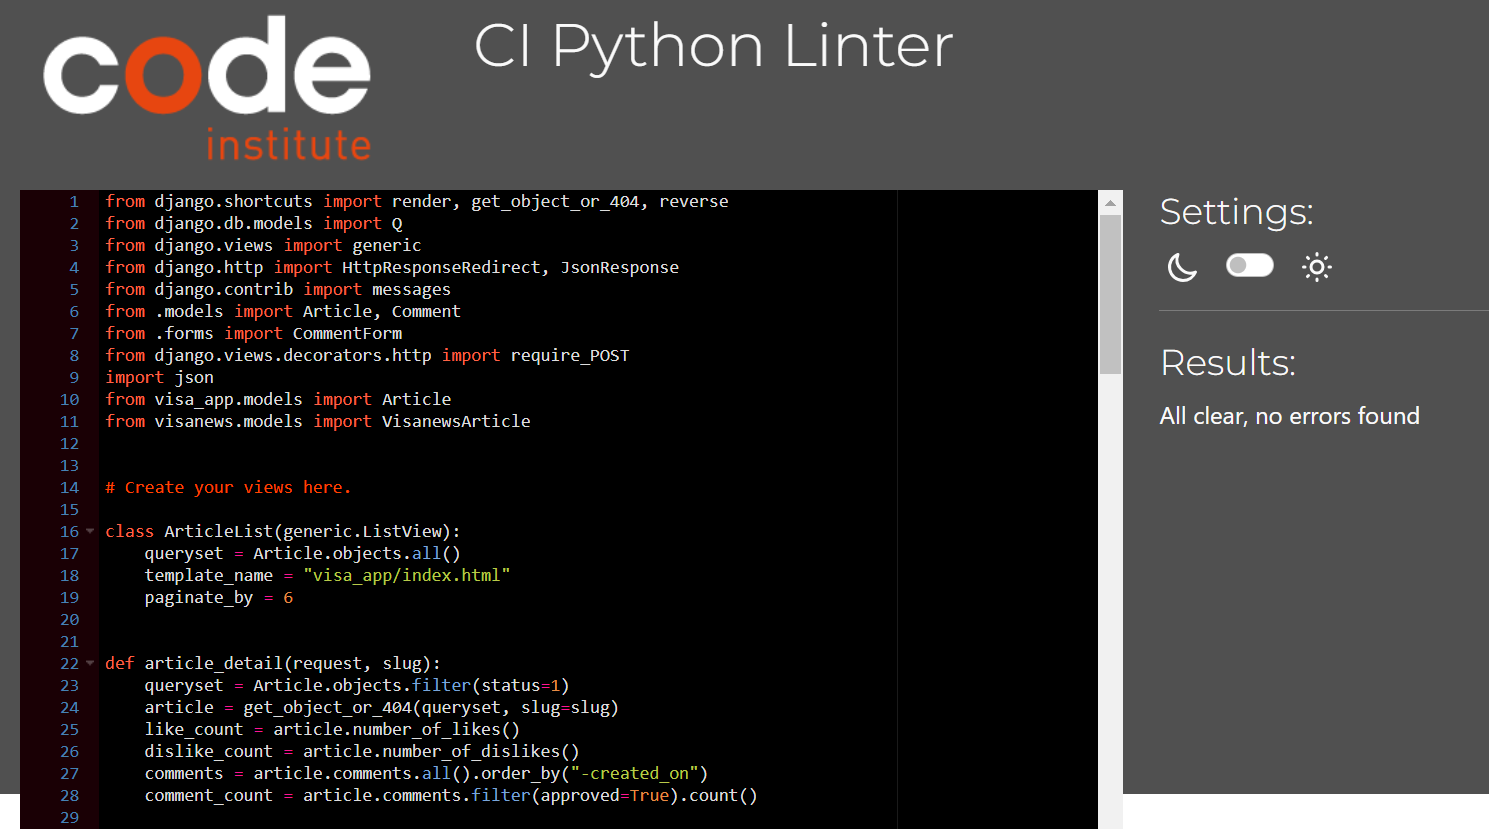 code
institute
CI Python Linter
1 from django.shortcuts import render, get_object_or_404, reverse
2 from django.db.models import Q
3 from django.views import generic
4 from django.http import HttpResponseRedirect, JsonResponse
5 from django.contrib import messages
6 from .models import Article, Comment
7 from .forms import CommentForm
8 from django.views.decorators.http import require_POST
9 import json
10 from visa_app.models import Article
11 from visanews.models import VisanewsArticle
12
13
14 # Create your views here.
15
16 class ArticleList(generic.ListView):
17     queryset = Article.objects.all()
18     template_name = "visa_app/index.html"
19     paginate_by = 6
20
21
22 def article_detail(request, slug):
23     queryset = Article.objects.filter(status=1)
24     article = get_object_or_404(queryset, slug=slug)
25     like_count = article.number_of_likes()
26     dislike_count = article.number_of_dislikes()
27     comments = article.comments.all().order_by("-created_on")
28     comment_count = article.comments.filter(approved=True).count()
29
Settings:
Results:
All clear, no errors found